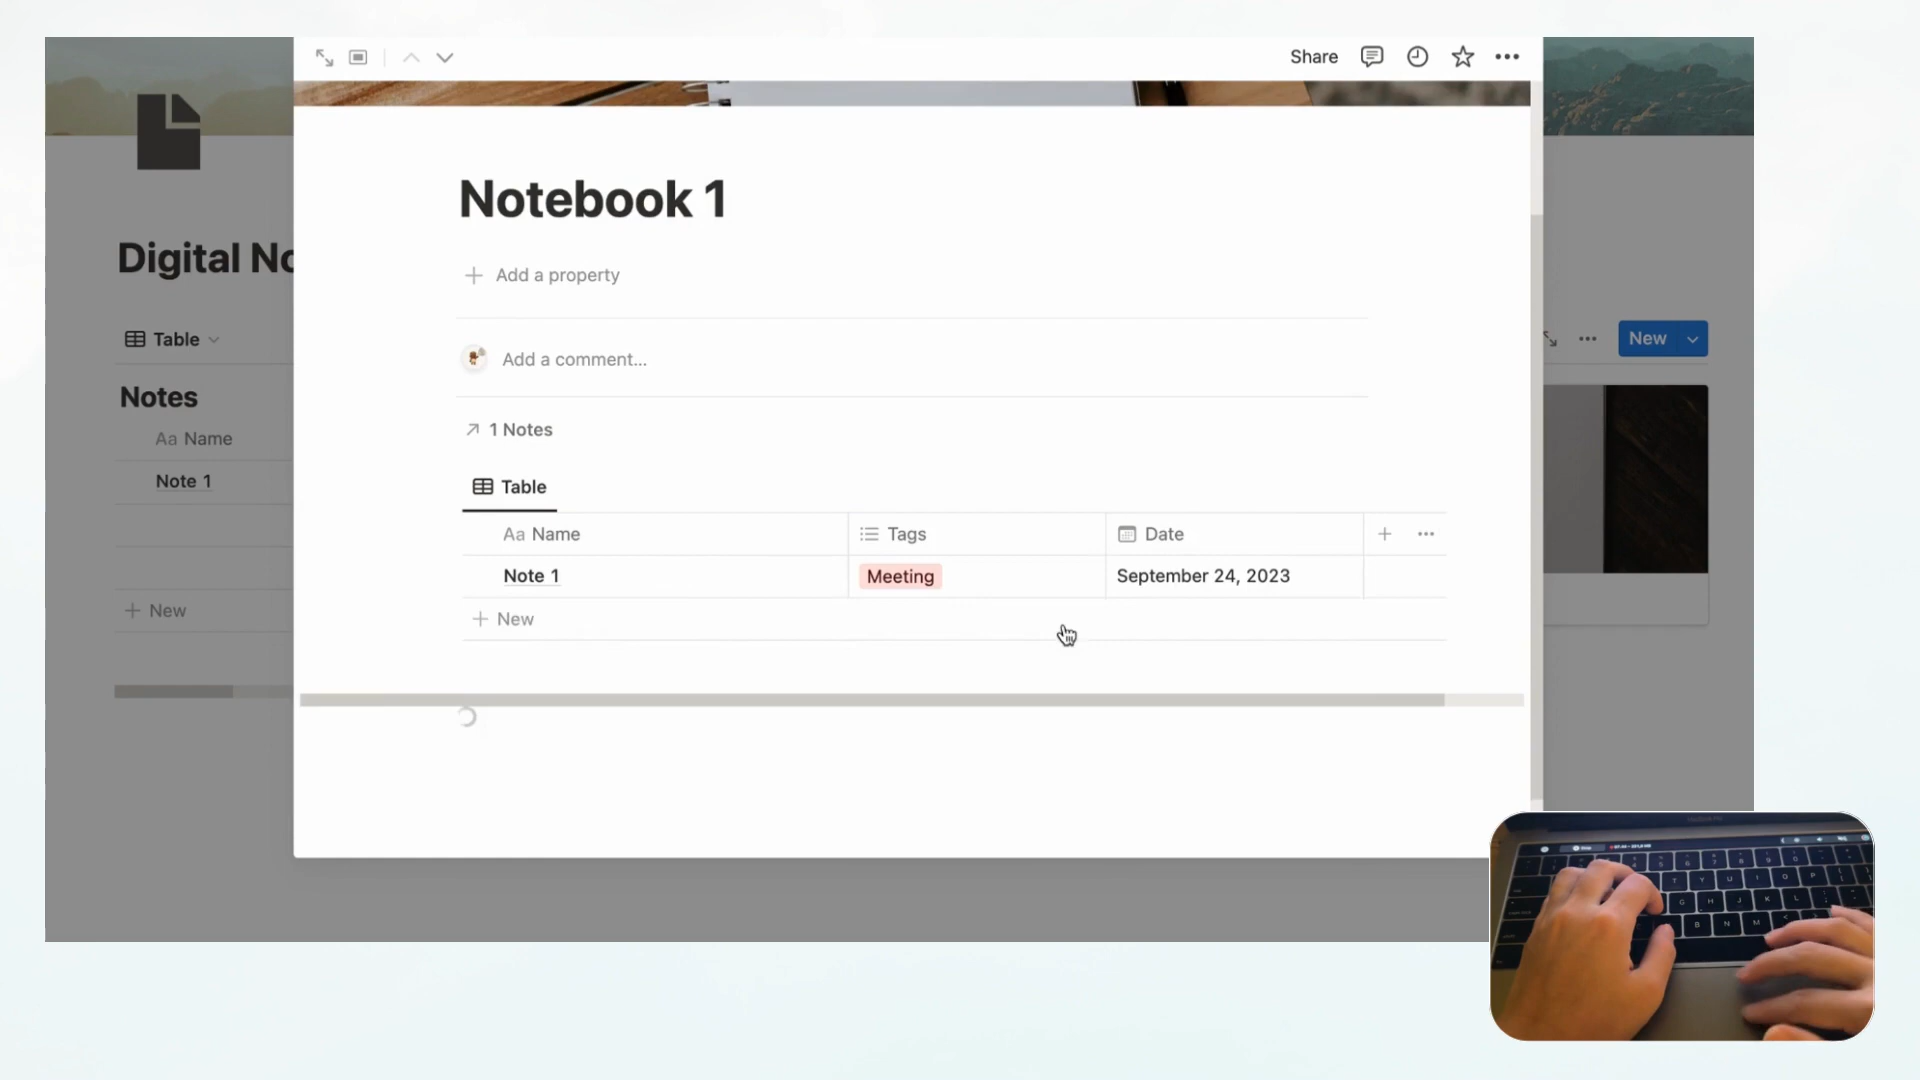 Share
Notebook 1
Digital No
Add a property
Table
New
Add a comment...
Notes
1 Notes
Aa Name
Note 1
Table
Aa Name
Tags
Date
Note 1
Meeting
September 24, 2023
New
New